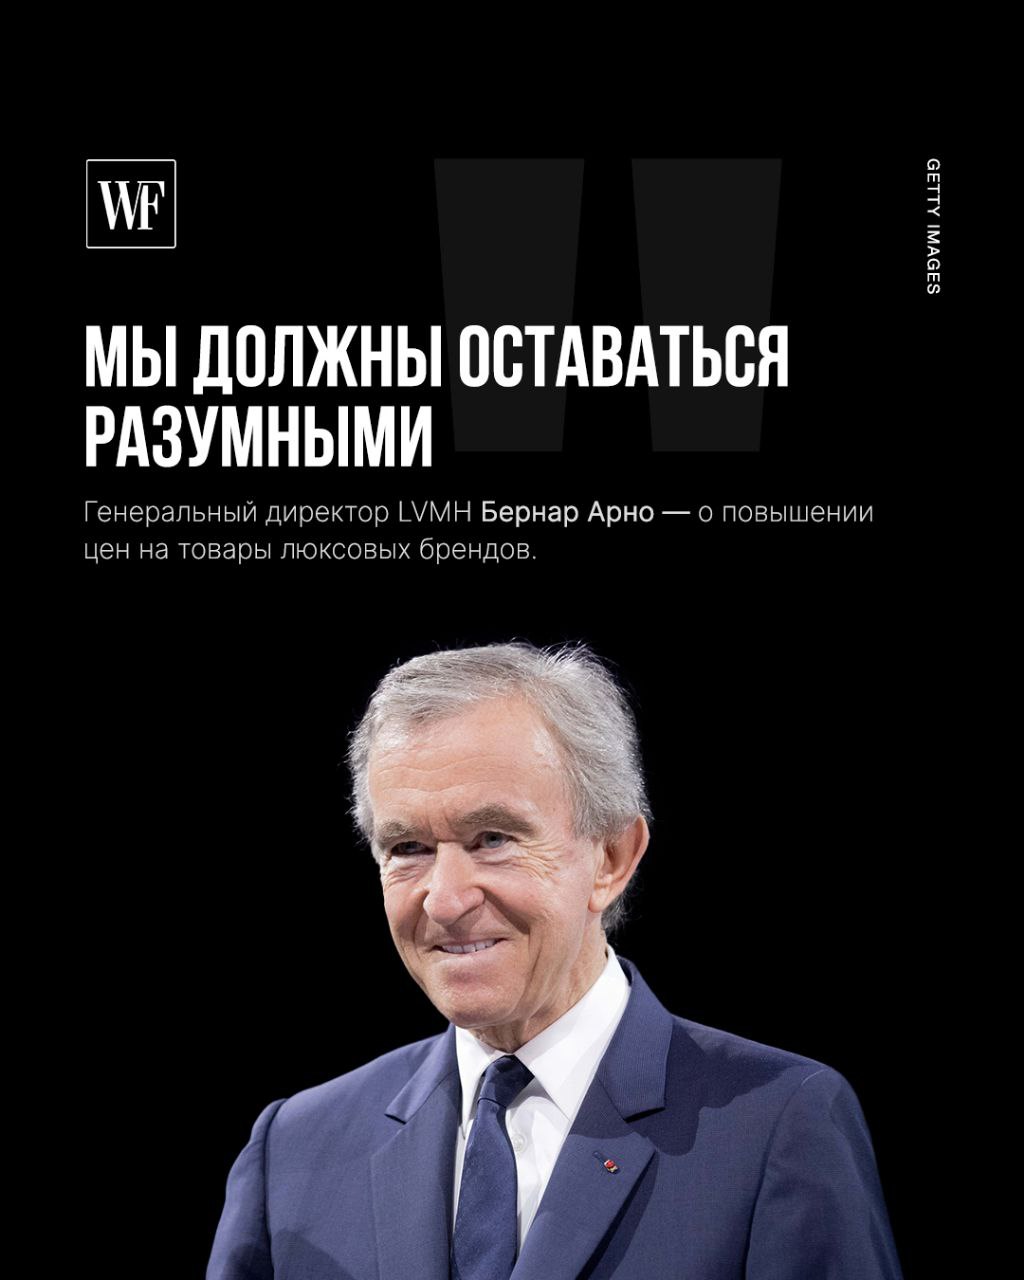 WF
GETTY IMAGES
МЫ ДОЛЖНЫ ОСТАВАТЬСЯ
РАЗУМНЫМИ
Генеральный директор LVMH Бернар Арно — о повышении
цен на товары люксовых брендов.